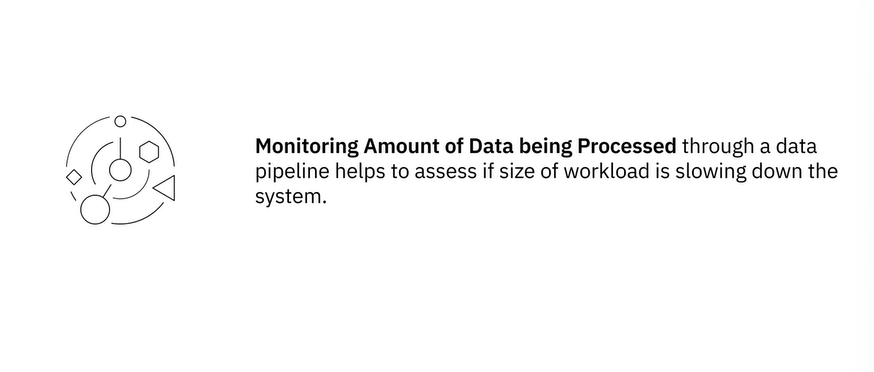 Monitoring Amount of Data being Processed through a data
pipeline helps to assess if size of workload is slowing down the
system.